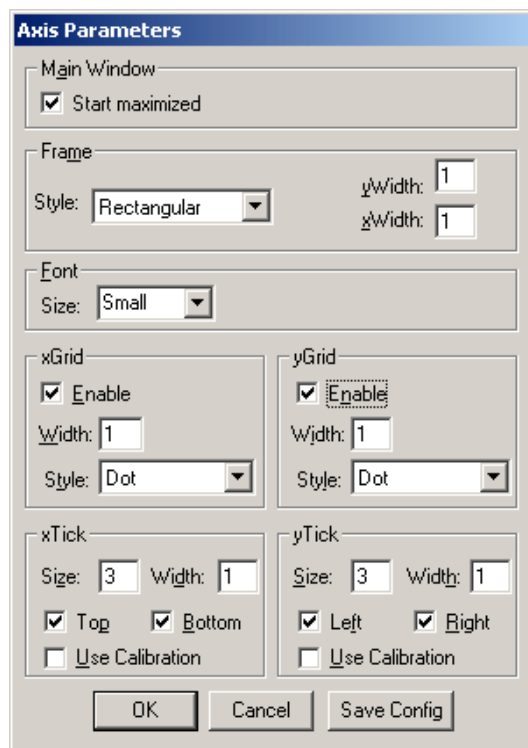 Axis Parameters
Main Window
Start maximized
Frame
Style: Rectangular
yWidth: 1
xWidth: 1
Font
Size: Small
xGrid
Enable
Width: 1
Style: Dot
yGrid
Enable
Width: 1
Style: Dot
xTick
Size: 3 Width: 1
Top Bottom
Use Calibration
yTick
Size: 3 Width: 1
Left Right
Use Calibration
OK Cancel Save Config